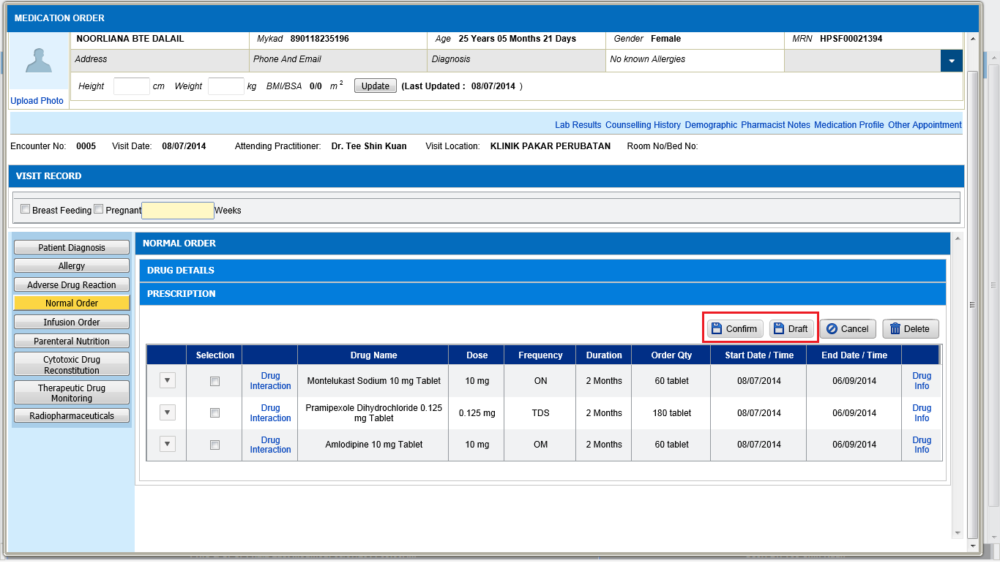 MEDICATION ORDER
NOORLIANA BTE DALAIL Mykad 890118235196 Age 25 Years 05 Months 21 Days Gender Female MRN HPSF00021394
Address Phone And Email Diagnosis No known Allergies
Height cm Weight kg BMI/BSA 0/0 m 2 Update (Last Updated : 08/07/2014 )
Upload Photo
Lab Results Counselling History Demographic Pharmacist Notes Medication Profile Other Appointment
Encounter No: 0005 Visit Date: 08/07/2014 Attending Practitioner: Dr. Tee Shin Kuan Visit Location: KLINIK PAKAR PERUBATAN Room No/Bed No:
VISIT RECORD
Breast Feeding Pregnant Weeks
Patient Diagnosis
Allergy
Adverse Drug Reaction
Normal Order
Infusion Order
Parenteral Nutrition
Cytotoxic Drug
Reconstitution
Therapeutic Drug
Monitoring
Radiopharmaceuticals
NORMAL ORDER
DRUG DETAILS
PRESCRIPTION
Confirm Draft Cancel Delete
Selection Drug Name Dose Frequency Duration Order Qty Start Date / Time End Date / Time
Drug Interaction Montelukast Sodium 10 mg Tablet 10 mg ON 2 Months 60 tablet 08/07/2014 06/09/2014 Drug Info
Drug Interaction Pramipexole Dihydrochloride 0.125 mg Tablet 0.125 mg TDS 2 Months 180 tablet 08/07/2014 06/09/2014 Drug Info
Drug Interaction Amlodipine 10 mg Tablet 10 mg OM 2 Months 60 tablet 08/07/2014 06/09/2014 Drug Info